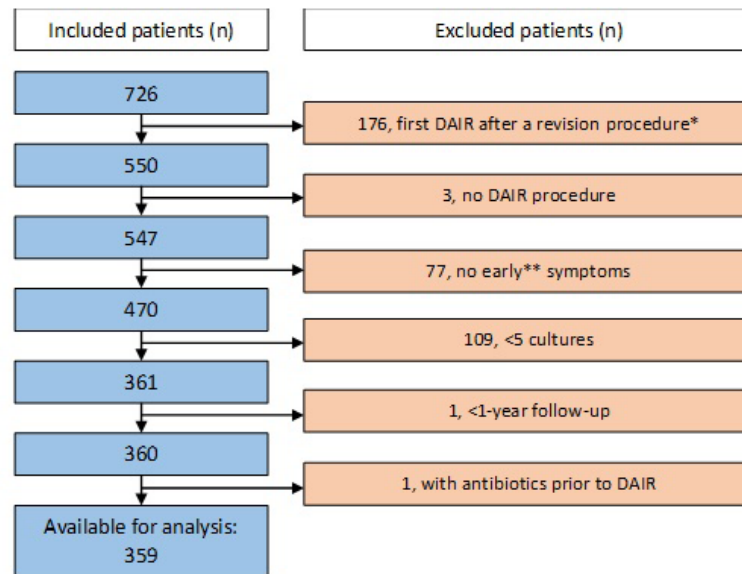 Included patients (n)
Excluded patients (n)
726
176, first DAIR after a revision procedure*
550
3, no DAIR procedure
547
77, no early** symptoms
470
109, <5 cultures
361
1, <1-year follow-up
360
1, with antibiotics prior to DAIR
Available for analysis:
359